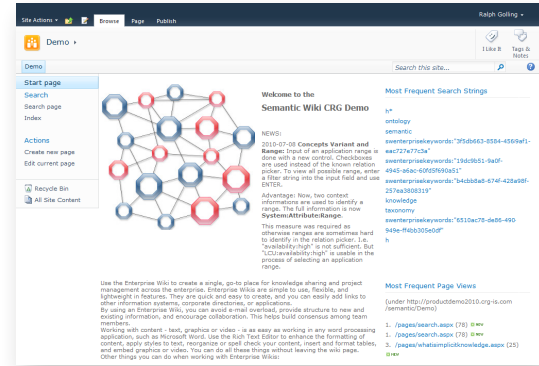 Ralph Golling
Site Actions
Browse
Page
Publish
Demo
I Like It
Tags &
Notes
Demo
Search this site...
Start page
Search
Search page
Index
Actions
Create new page
Edit current page
Recycle Bin
All Site Content
Welcome to the
Semantic Wiki CRG Demo
NEWS:
2010-07-08 Concepts Variant and
Range: Input of an application range is
done with a new control. Checkboxes
are used instead of the known relation
picker. To view all possible range, enter
a filter string into the input field and use
ENTER.
Advantage: Now, two context
informations are used to identify a
range. The full information is now
System:Attribute:Range.
This measure was required as
otherwise ranges are sometimes hard
to identify in the relation picker. I.e.
"availability:high" is not sufficient. But
"LCU:availability:high" is usable in the
process of selecting an application
range.
Most Frequent Search Strings
h*
ontology
semantic
swenterprisekeywords:"3f5db663-8584-4569af1-
eac727e77c3a"
swenterprisekeywords:"19dc9b51-9a0f-
4945-a6ac-60fd5f690a51"
swenterprisekeywords:"b4cbb8a8-674f-428a98f-
257ea3808319"
knowledge
taxonomy
swenterprisekeywords:"6510ac78-de86-490
949e-ff4bb305e0df"
h
Use the Enterprise Wiki to create a single, go-to place for knowledge sharing and project
management across the enterprise. Enterprise Wikis are simple to use, flexible, and
lightweight in features. They are quick and easy to create, and you can easily add links to
other information systems, corporate directories, or applications.
By using an Enterprise Wiki, you can avoid e-mail overload, provide structure to new and
existing information, and encourage collaboration. This helps build consensus among team
members.
Working with content - text, graphics or video - is as easy as working in any word processing
application, such as Microsoft Word. Use the Rich Text Editor to enhance the formatting of
content, apply styles to text, reorganize or spell check your content, insert and format tables,
and embed graphics or video. You can do all these things without leaving the wiki page.
Other things you can do when working with Enterprise Wikis:
Most Frequent Page Views
(under http://productdemo2010.crg-is.com
/semantic/Demo)
1. /pages/search.aspx (78) NEW
1. /pages/search.aspx (78) NEW
3. /pages/whatisimplicitknowledge.aspx (25)
NEW